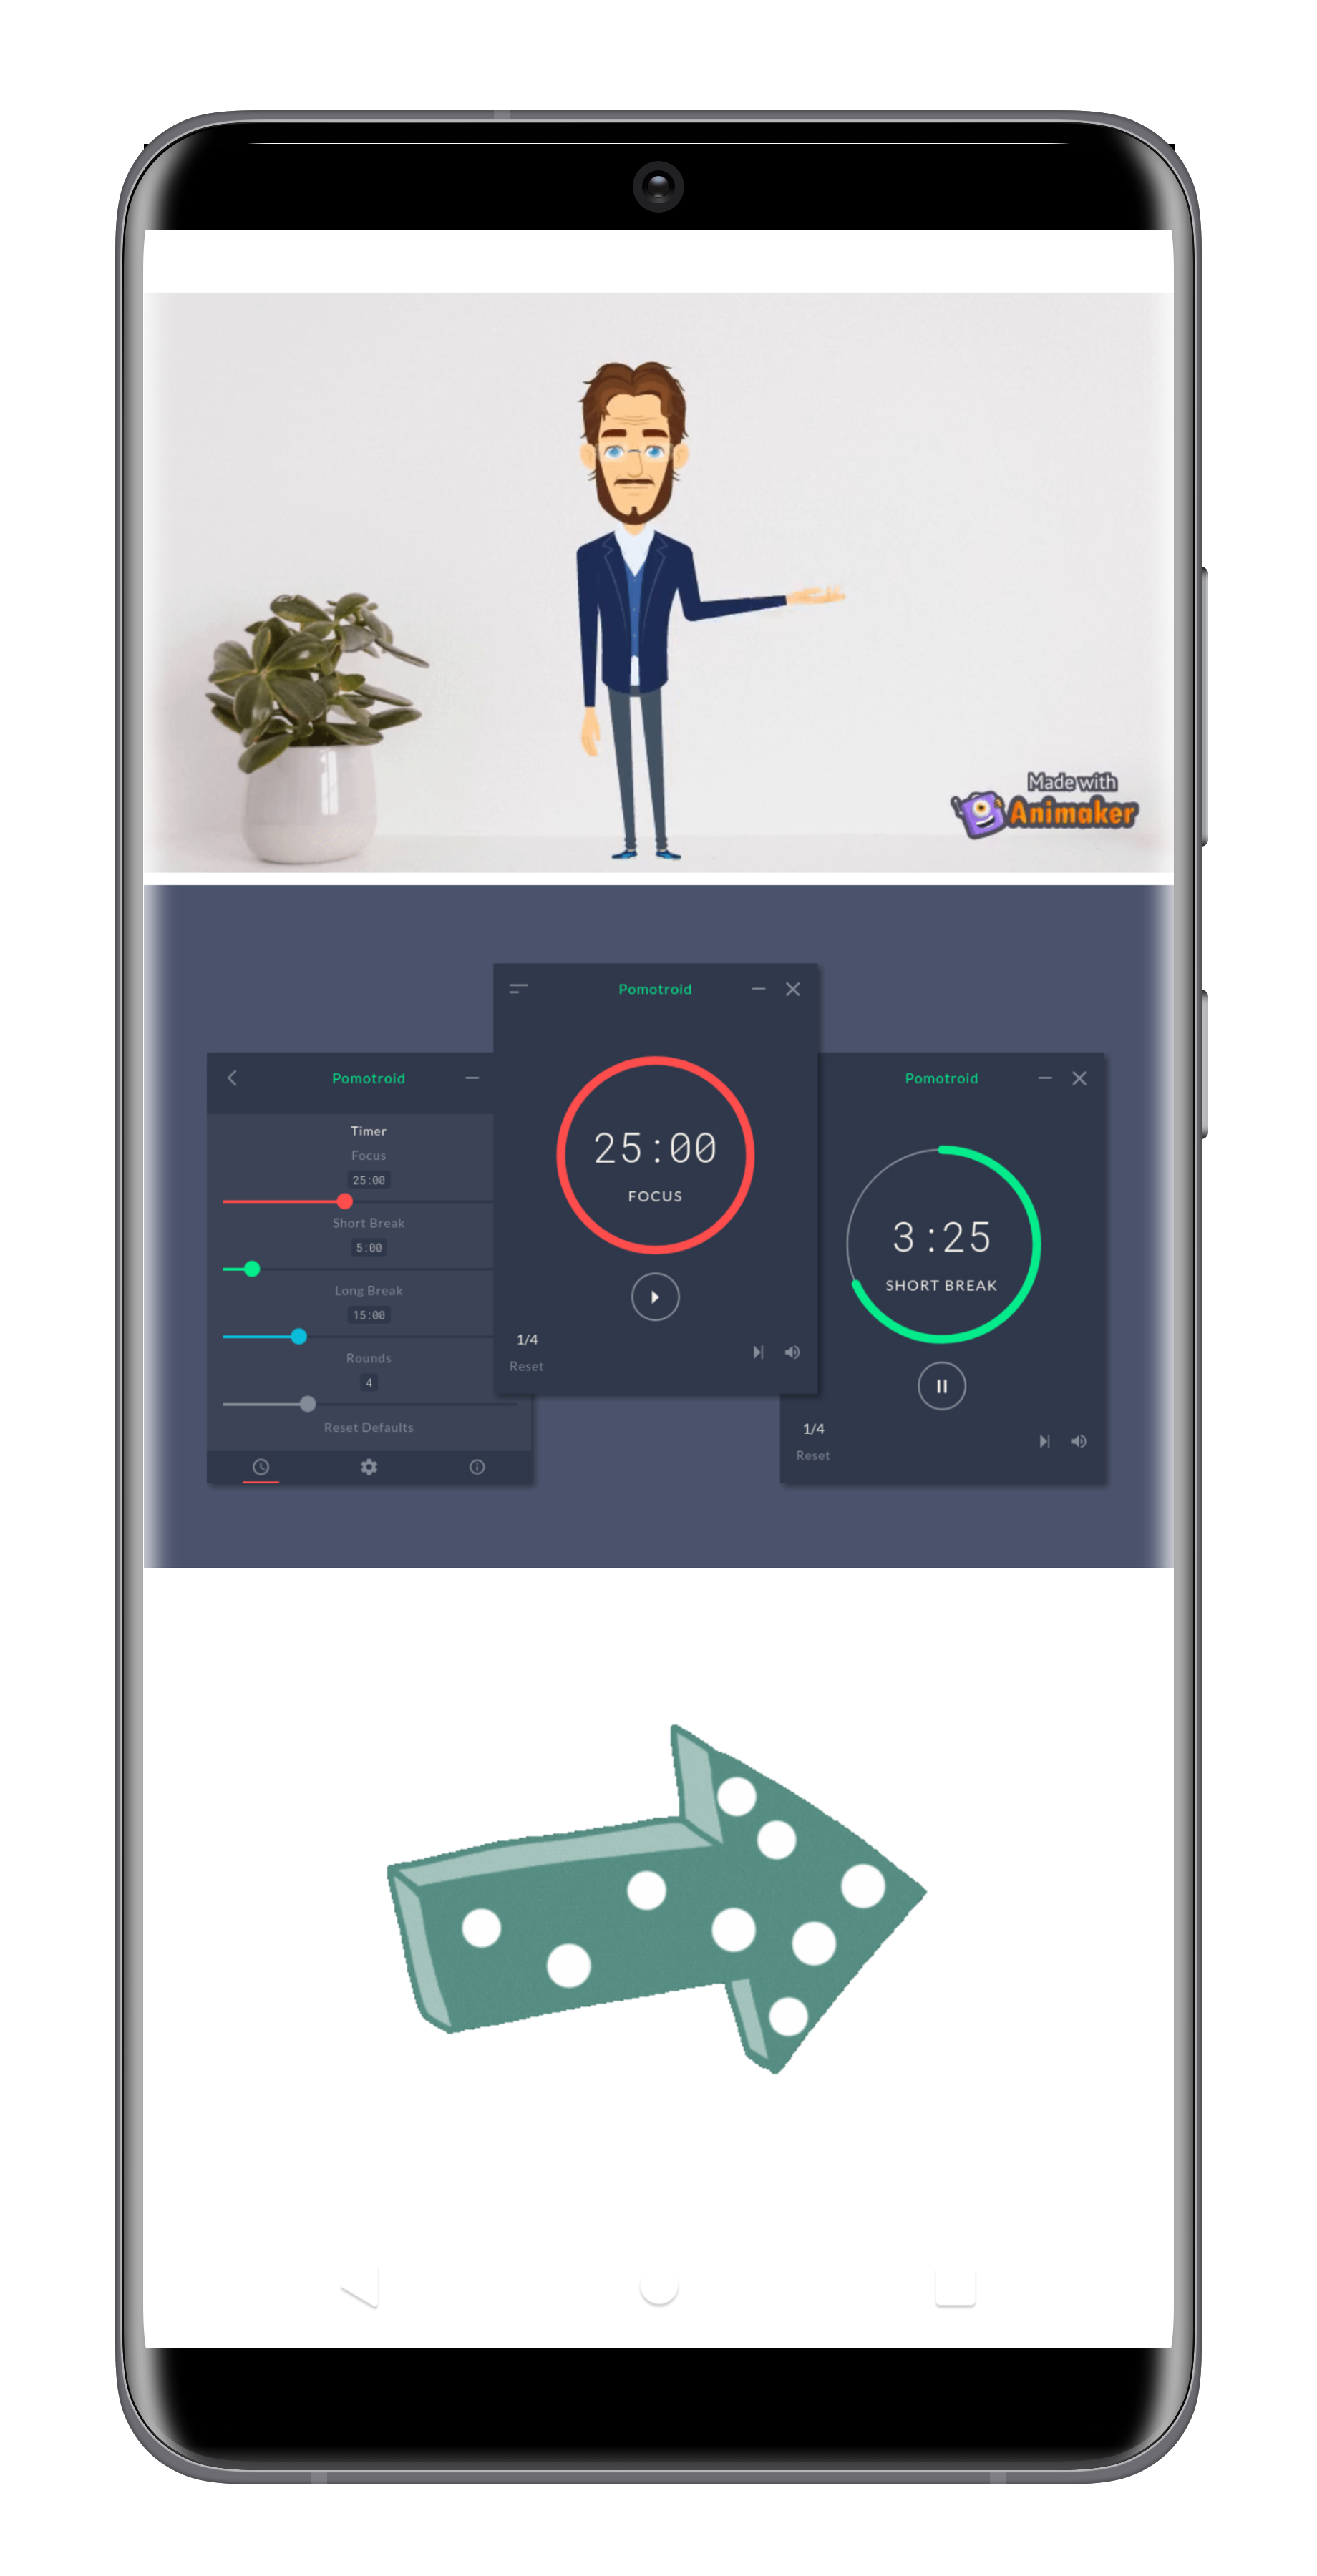 Made with
Animaker
Pomotroid
Timer
Focus
25:00
Short Break
5:00
Long Break
15:00
Rounds
4
Reset Defaults
Pomotroid
25:00
FOCUS
1/4
Reset
Pomotroid
3:25
SHORT BREAK
1/4
Reset